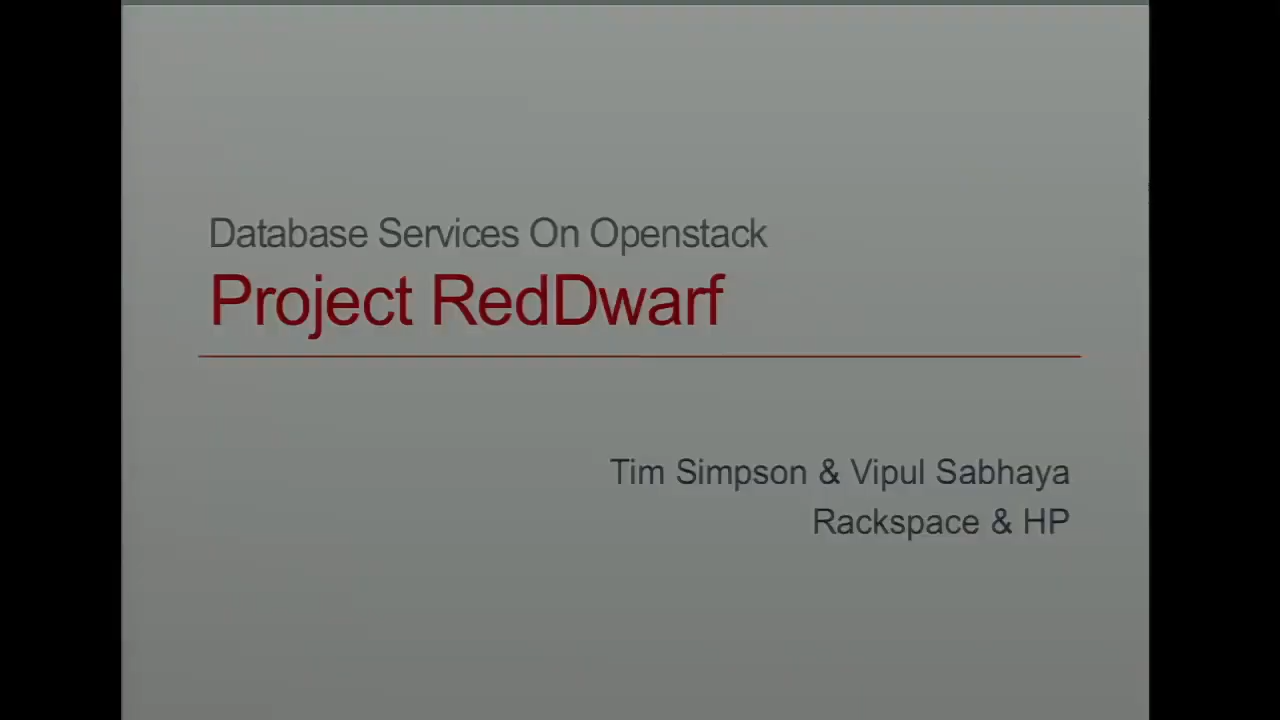 Database Services On Openstack
Project RedDwarf
Tim Simpson & Vipul Sabhaya
Rackspace & HP